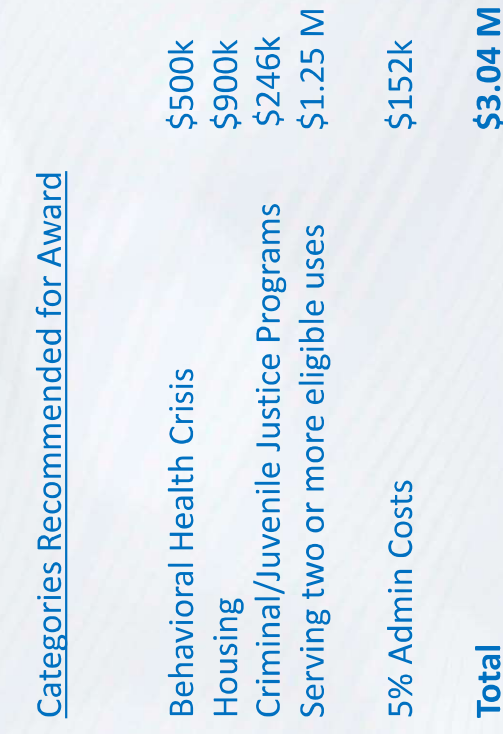 Categories Recommended for Award
Behavioral Health Crisis $500k
Housing $900k
Criminal/Juvenile Justice Programs $246k
Serving two or more eligible uses $1.25 M
5% Admin Costs $152k
Total $3.04 M